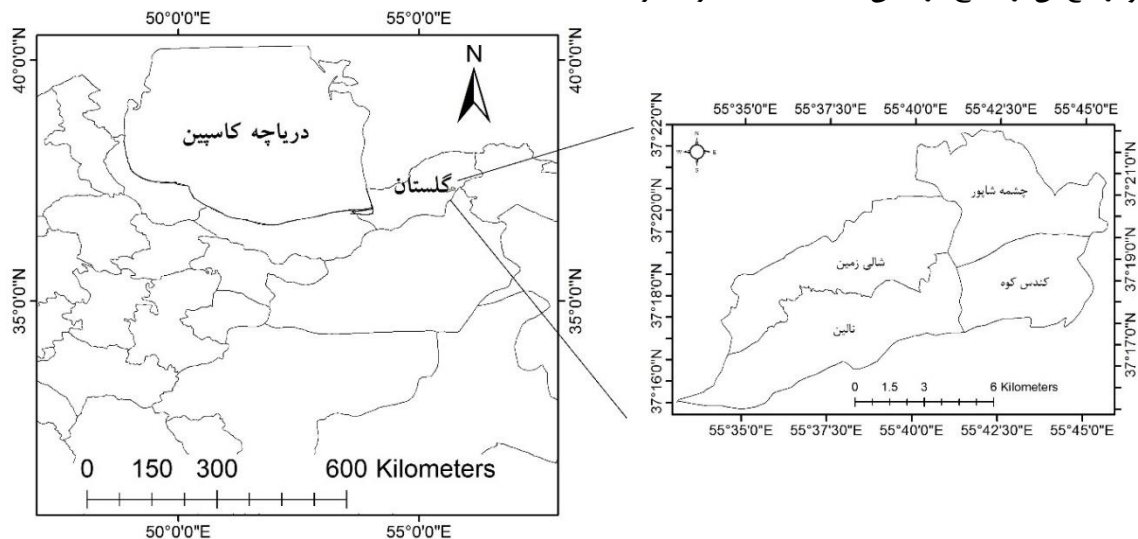 50°0'0"E 55°0'0"E
40°0'0"N
40°0'0"N
N
دریاچه کاسپین
گلستان
35°0'0"N
35°0'0"N
0 150 300 600 Kilometers
50°0'0"E 55°0'0"E
55°35'0"E 55°37'30"E 55°40'0"E 55°42'30"E 55°45'0"E
37°22'0"N
37°20'0"N
37°18'0"N
37°16'0"N
N
W E
S
چشمه شاپور
شالی زمین
کندس کوه
نالین
37°21'0"N
37°19'0"N
37°17'0"N
0 1.5 3 6 Kilometers
55°35'0"E 55°37'30"E 55°40'0"E 55°42'30"E 55°45'0"E